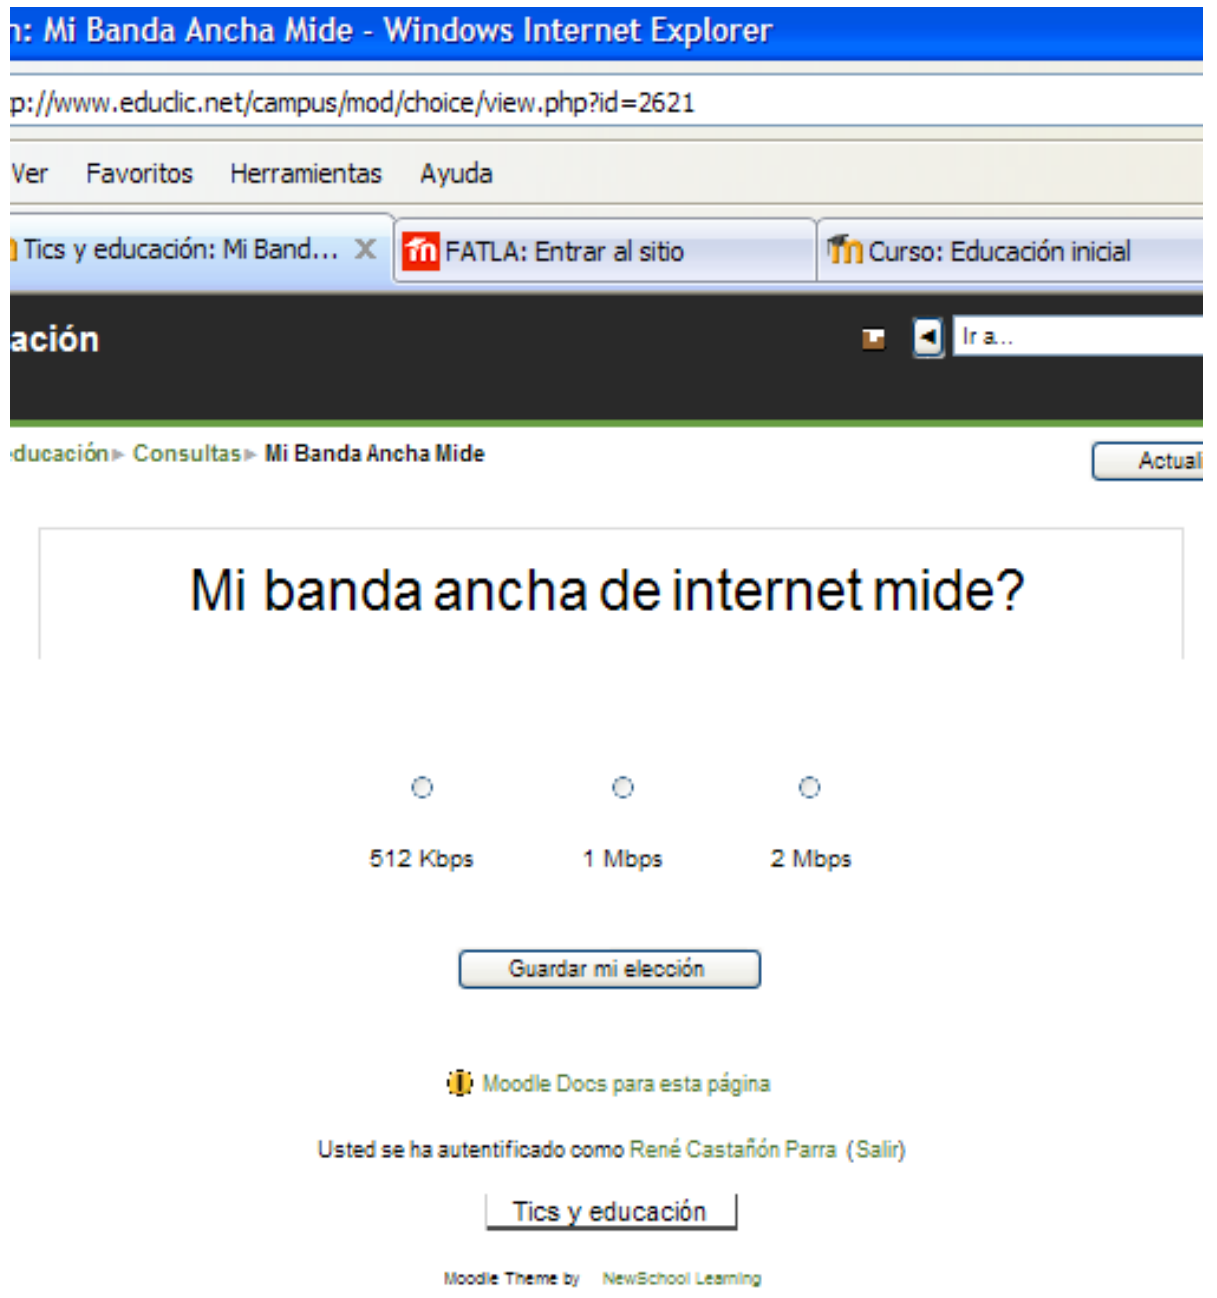 n: Mi Banda Ancha Mide - Windows Internet Explorer
tp://www.educlic.net/campus/mod/choice/view.php?id=2621
Ver Favoritos Herramientas Ayuda
Tics y educación: Mi Band... FATLA: Entrar al sitio Curso: Educación inicial
ación Ir a...
educación Consultas Mi Banda Ancha Mide Actuali
Mi banda ancha de internet mide?
512 Kbps 1 Mbps 2 Mbps
Guardar mi elección
Moodle Docs para esta página
Usted se ha autentificado como René Castañón Parra (Salir)
Tics y educación
Moodle Theme by NewSchool Learning